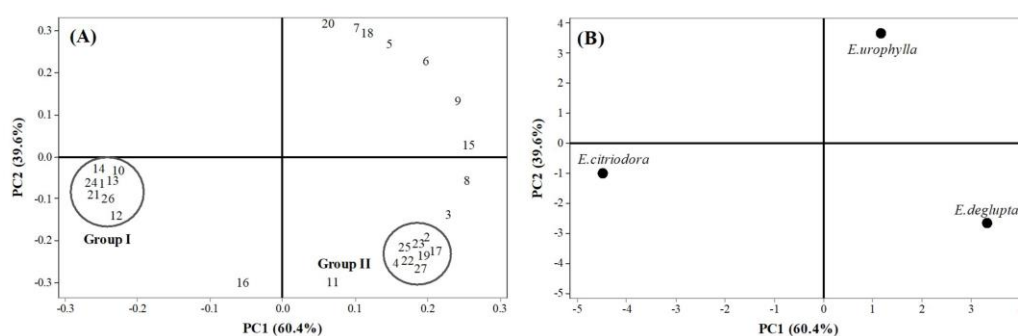 (A)
0.3
0.2
0.1
0.0
-0.1
-0.2
-0.3
PC2 (39.6%)
20 7 18 5
6
9
15
8
3
14 10
24 1 13
21 26
12
Group I
2
25 23 17
4 22 19
27
Group II
16
11
-0.3 -0.2 -0.1 0.0 0.1 0.2 0.3
PC1 (60.4%)
(B)
4
3
2
1
0
-1
-2
-3
-4
-5
PC2 (39.6%)
E.urophylla
E.citriodora
E.deglupta
-5 -4 -3 -2 -1 0 1 2 3
PC1 (60.4%)